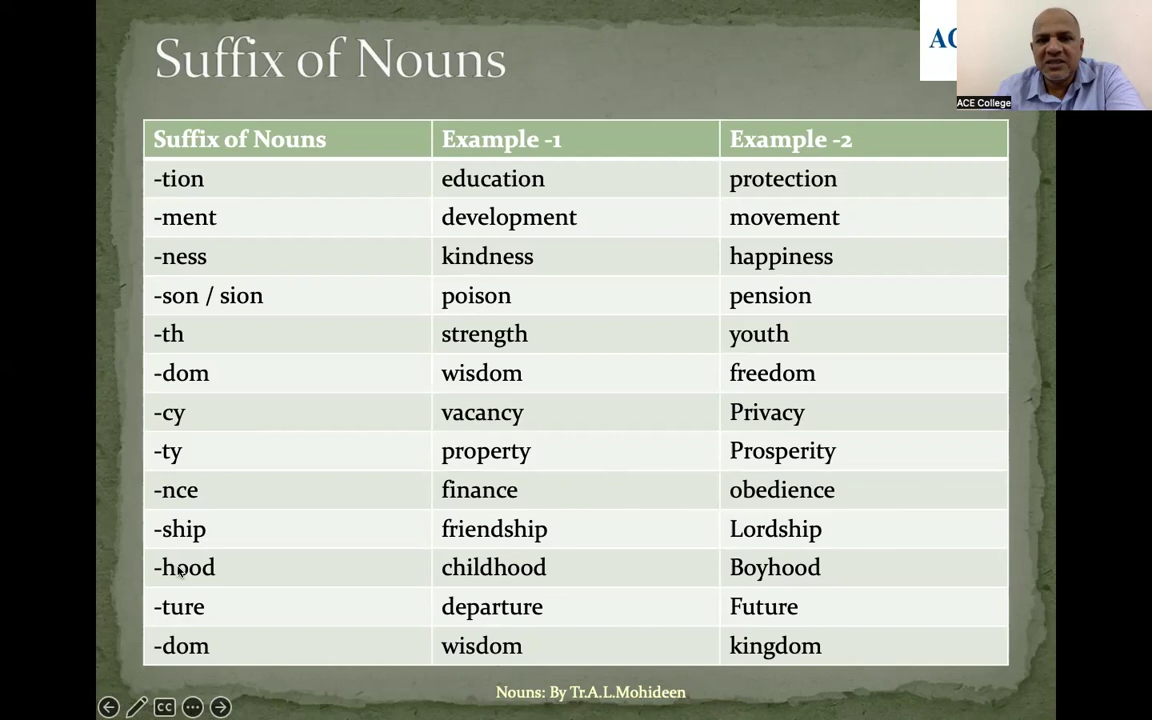 Suffix of Nouns
AC
ACE College
Suffix of Nouns Example -1 Example -2
-tion education protection
-ment development movement
-ness kindness happiness
-son / sion poison pension
-th strength youth
-dom wisdom freedom
-cy vacancy Privacy
-ty property Prosperity
-nce finance obedience
-ship friendship Lordship
-hood childhood Boyhood
-ture departure Future
-dom wisdom kingdom
Nouns: By Tr.A.L.Mohideen
CC